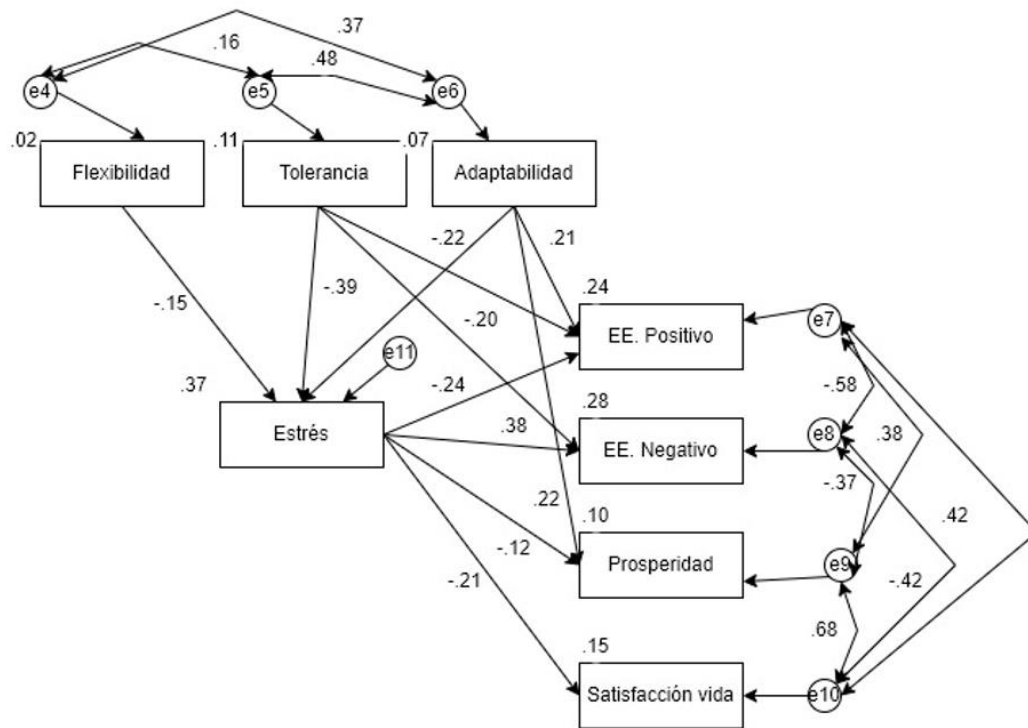 .37
.16
.48
e4
e5
e6
.02
.11
.07
Flexibilidad
Tolerancia
Adaptabilidad
-.22
.21
-.15
-.39
.24
-.20
EE. Positivo
e7
e11
.37
-.24
-.58
.28
Estrés
.38
EE. Negativo
e8
.38
-.37
.22
.10
.42
-.12
Prosperidad
e9
-.21
-.42
.68
.15
Satisfacción vida
e10